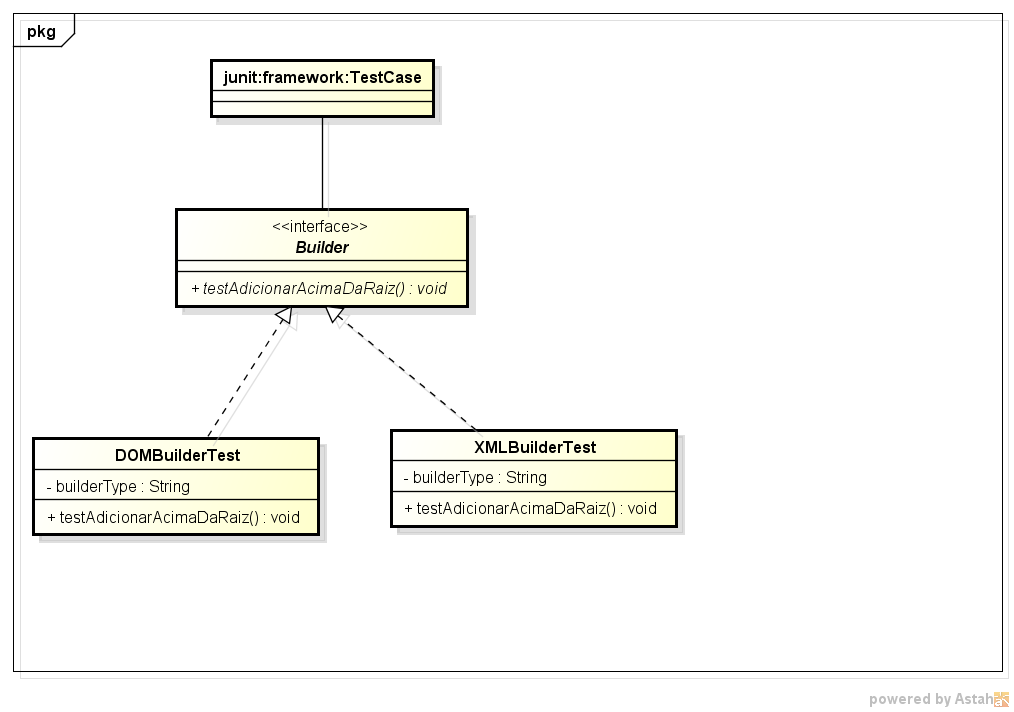 pkg
junit:framework:TestCase
<<interface>>
Builder
+ testAdicionarAcimaDaRaiz() : void
DOMBuilderTest
- builderType : String
+ testAdicionarAcimaDaRaiz() : void
XMLBuilderTest
- builderType : String
+ testAdicionarAcimaDaRaiz() : void
powered by Astah